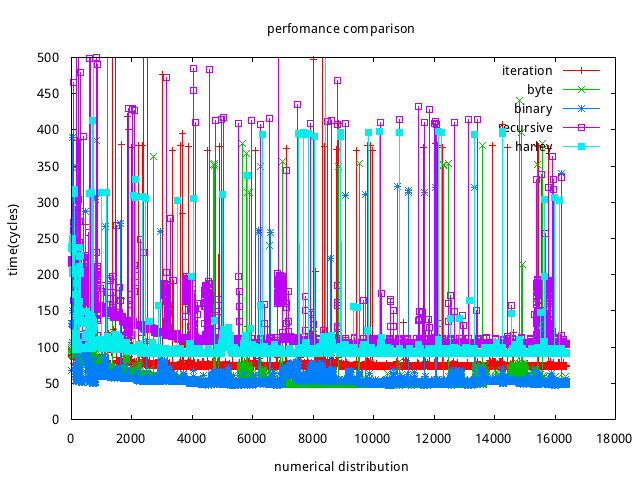 perfomance comparison
500
450
400
350
300
250
200
150
100
50
0
time(cycles)
iteration
byte
binary
recursive
harley
0 2000 4000 6000 8000 10000 12000 14000 16000 18000
numerical distribution